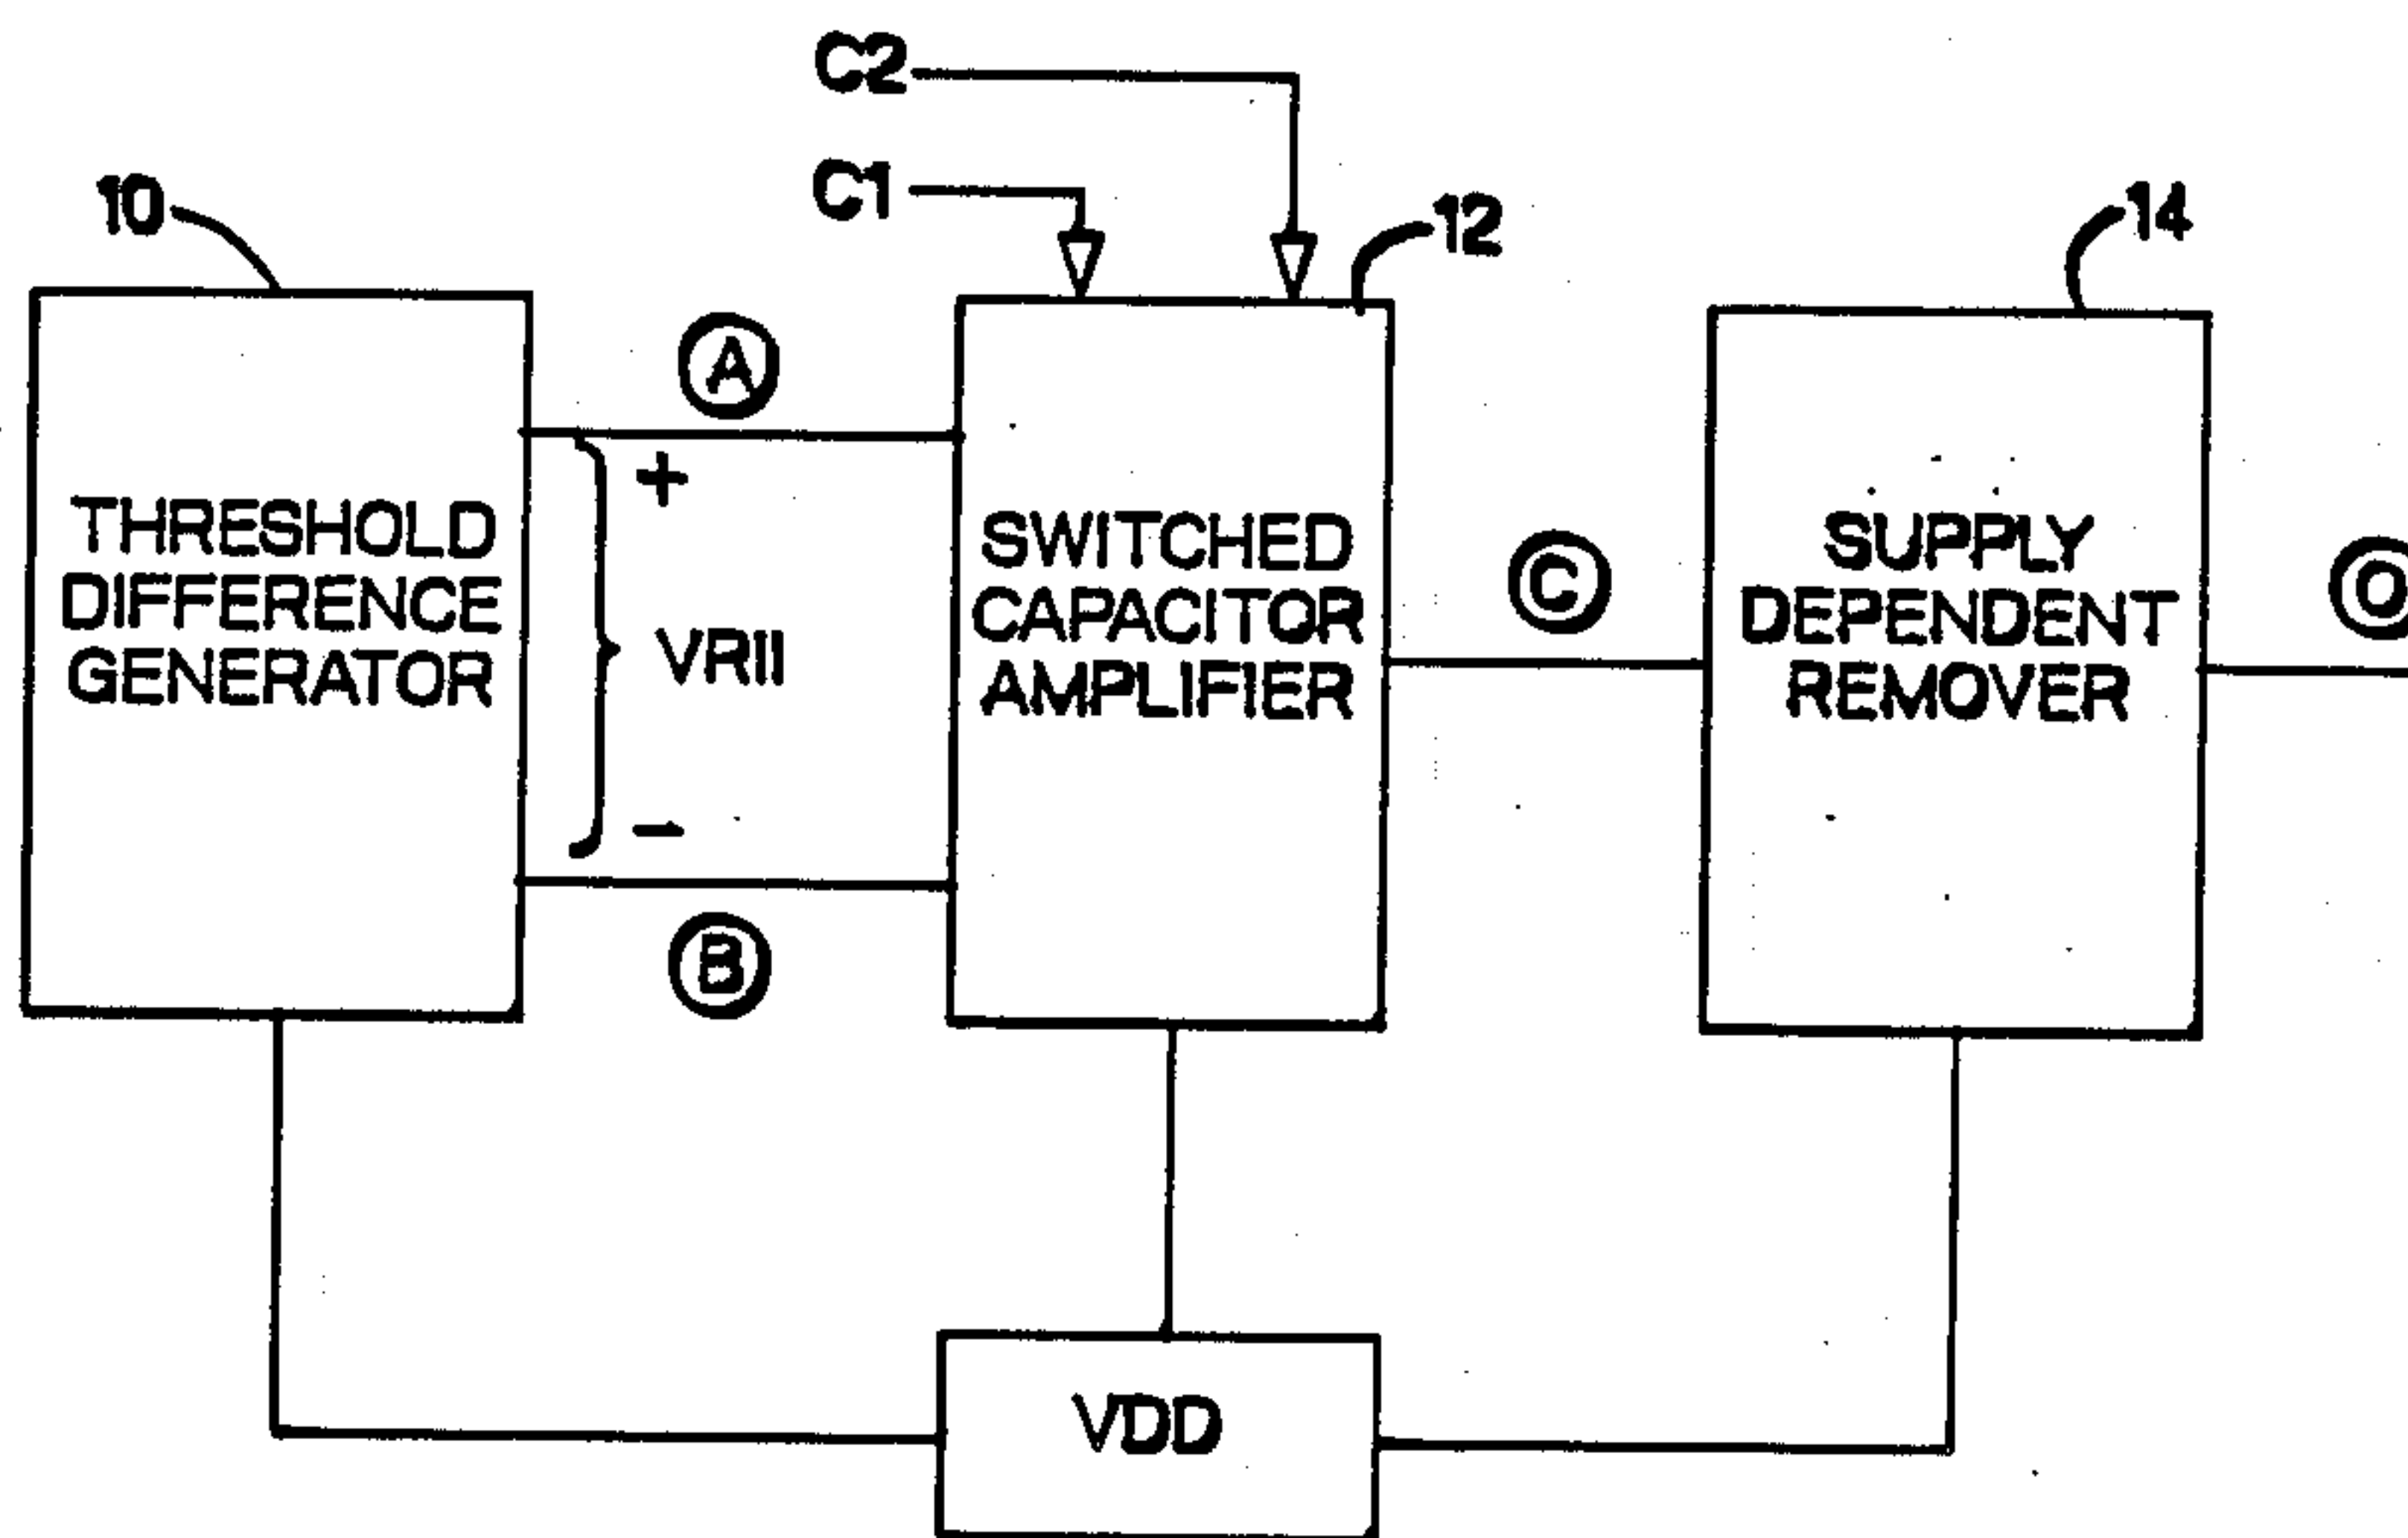 C2
C1
10
12
14
A
+
THRESHOLD
DIFFERENCE
GENERATOR
VRII
SWITCHED
CAPACITOR
AMPLIFIER
C
SUPPLY
DEPENDENT
REMOVER
O
−
B
VDD